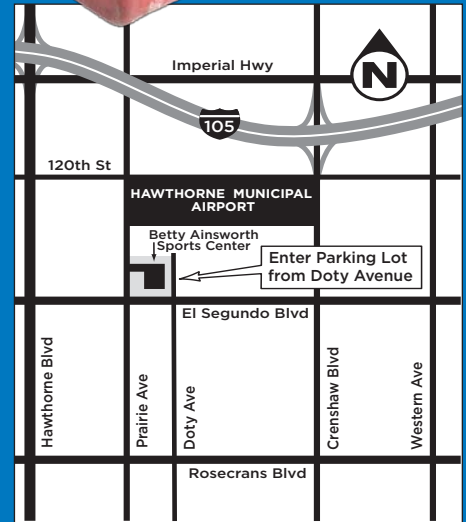 Imperial Hwy
N
105
120th St
HAWTHORNE MUNICIPAL
AIRPORT
Betty Ainsworth
Sports Center
Enter Parking Lot
from Doty Avenue
El Segundo Blvd
Hawthorne Blvd
Prairie Ave
Doty Ave
Crenshaw Blvd
Western Ave
Rosecrans Blvd